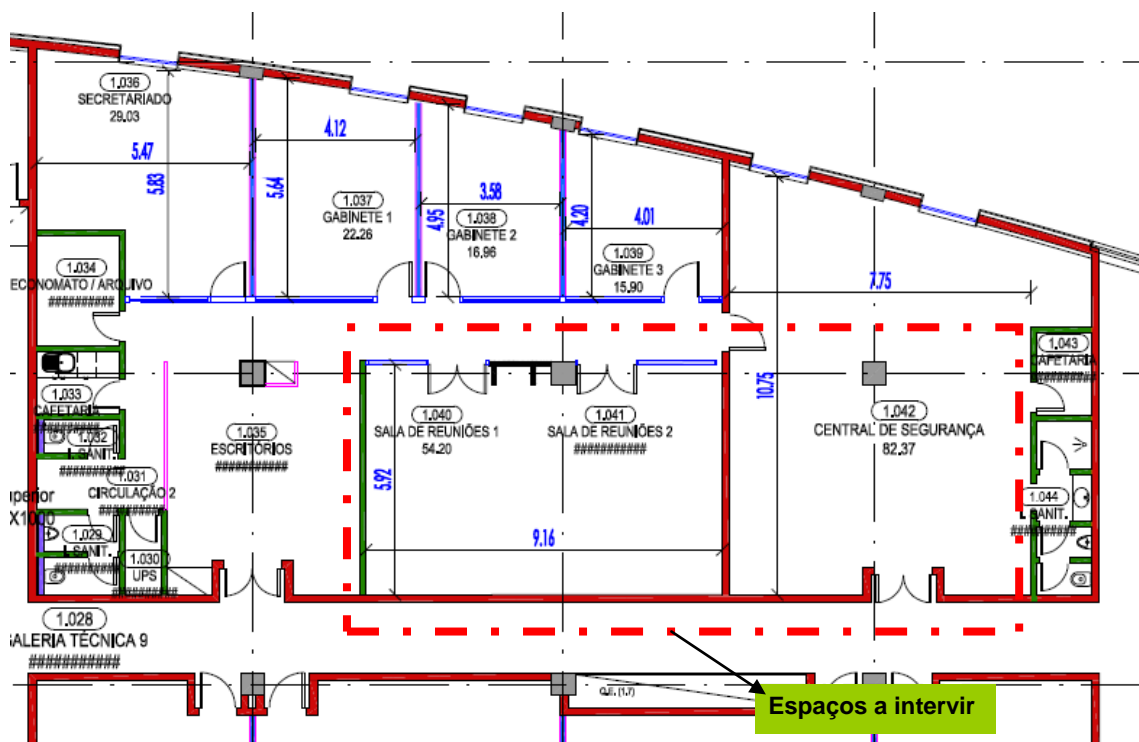 1.036
SECRETARIADO
29.03
5.47
5.83
4.12
5.64
1.037
GABINETE 1
22.26
4.95
3.58
1.038
GABINETE 2
16.96
4.20
4.01
1.039
GABINETE 3
15.90
7.75
10.75
1.034
ECONOMATO / ARQUIVO
##########
1.033
CAFETARIA
##########
1.032
I. SANIT.
##########
1.031
CIRCULAÇÃO 2
##########
1.035
ESCRITÓRIOS
###########
1.040
SALA DE REUNIÕES 1
54.20
1.041
SALA DE REUNIÕES 2
###########
5.92
9.16
1.042
CENTRAL DE SEGURANÇA
82.37
1.043
CAFETARIA
##########
1.044
I. SANIT.
##########
perior
X1000
1.029
I. SANIT.
##########
1.030
UPS
##########
1.028
GALERIA TÉCNICA 9
###########
Q.E. (1.7)
Espaços a intervir